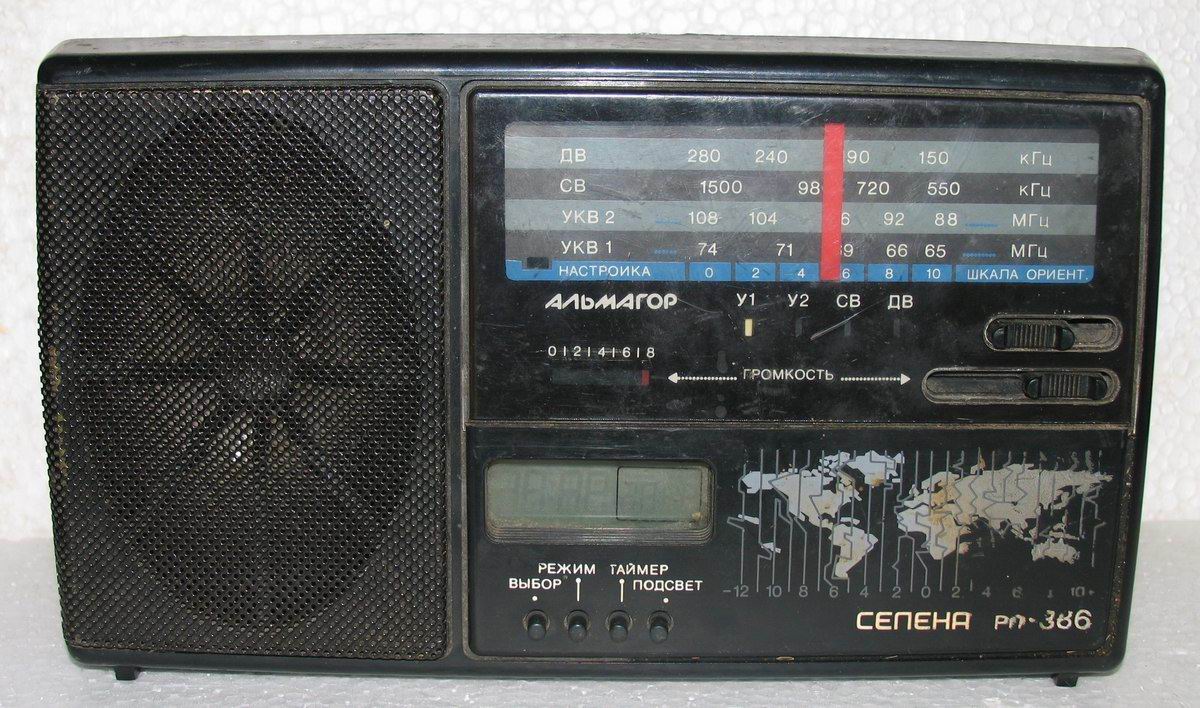 ДВ 280 240 90 150 кГц
СВ 1500 98 720 550 кГц
УКВ 2 108 104 6 92 88 МГц
УКВ 1 74 71 69 66 65 МГц
НАСТРОЙКА 0 2 4 6 8 10 ШКАЛА ОРИЕНТ.
АЛЬМАГОР У1 У2 СВ ДВ
0 | 2 | 4 | 6 | 8
ГРОМКОСТЬ
РЕЖИМ ТАЙМЕР
ВЫБОР ПОДСВЕТ
-12 10 8 6 4 2 0 2 4 6 10+
СЕЛЕНА РП-386